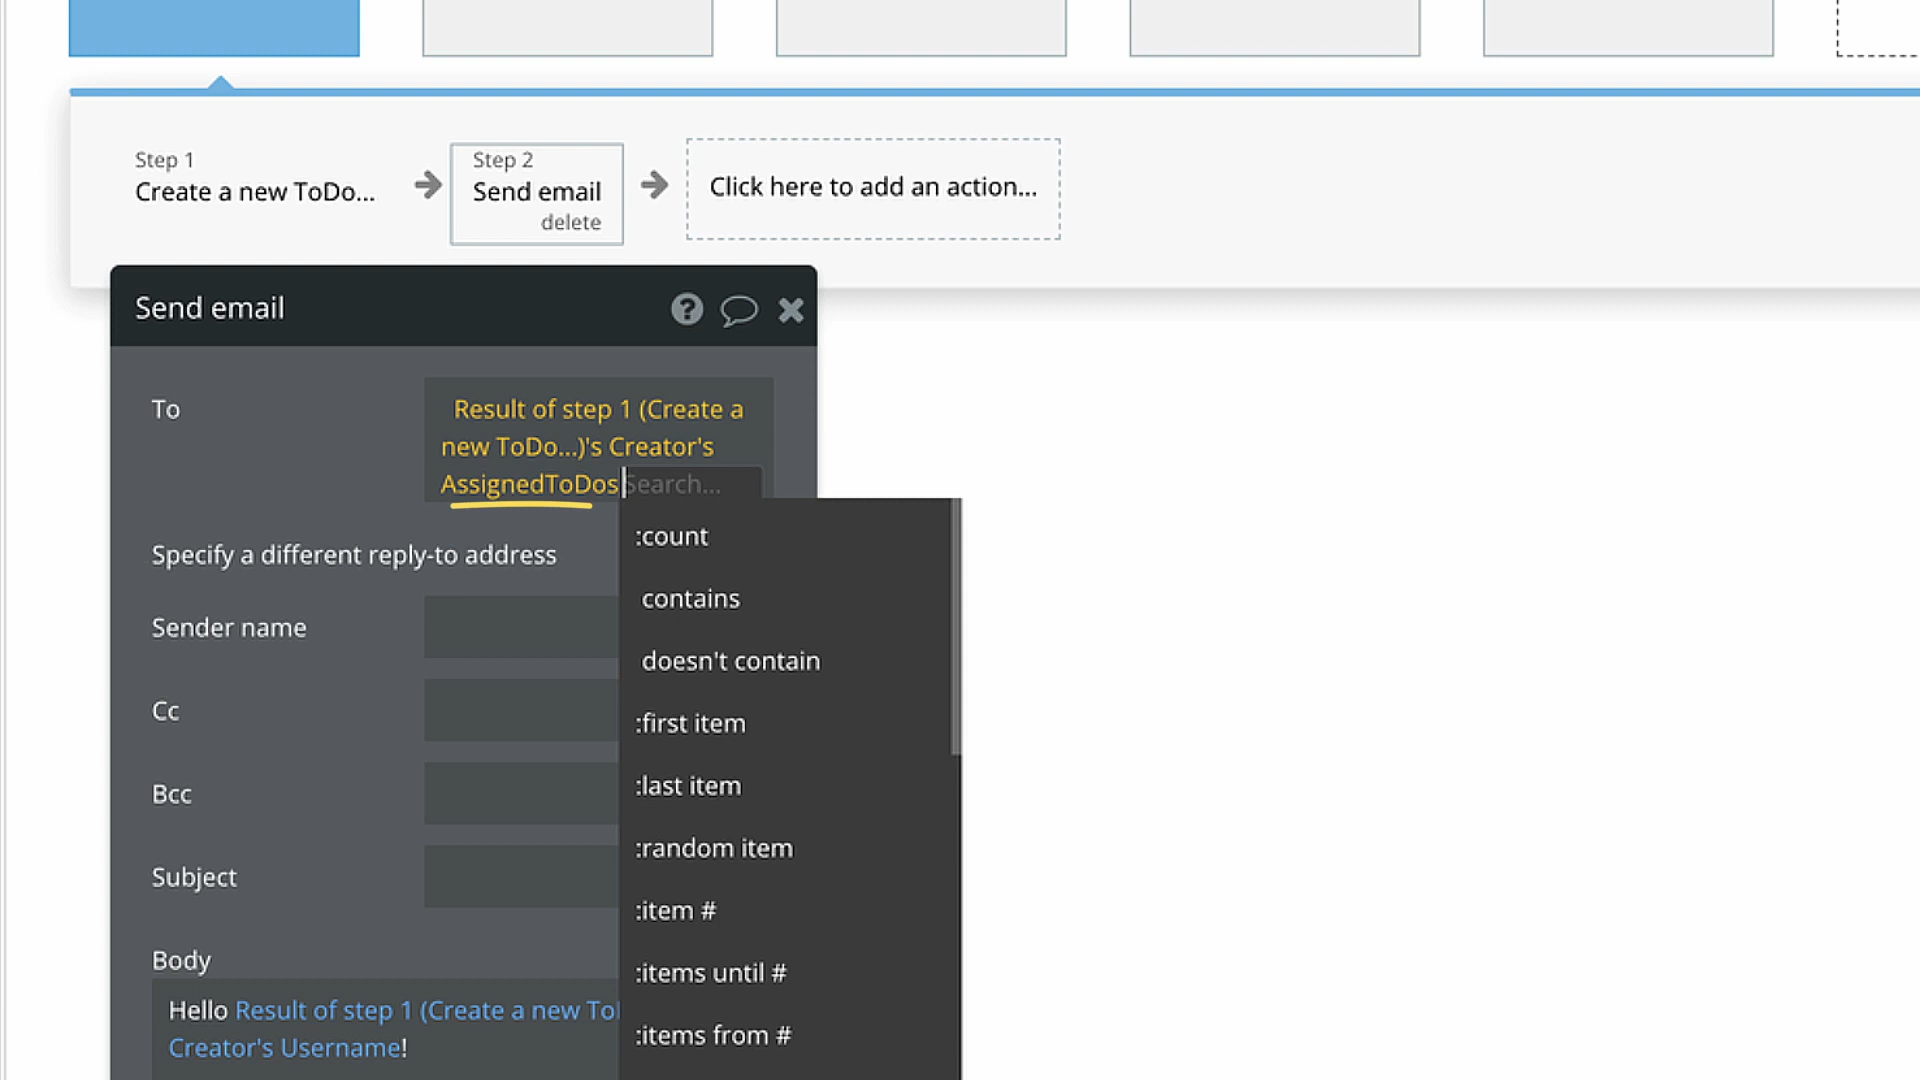 Step 1
Create a new ToDo...
Step 2
Send email
delete
Click here to add an action...
Send email
To
Result of step 1 (Create a
new ToDo...)'s Creator's
AssignedToDos Search...
:count
contains
Specify a different reply-to address
doesn't contain
Sender name
:first item
Cc
:last item
Bcc
:random item
Subject
:item #
:items until #
Body
:items from #
Hello Result of step 1 (Create a new
Creator's Username!